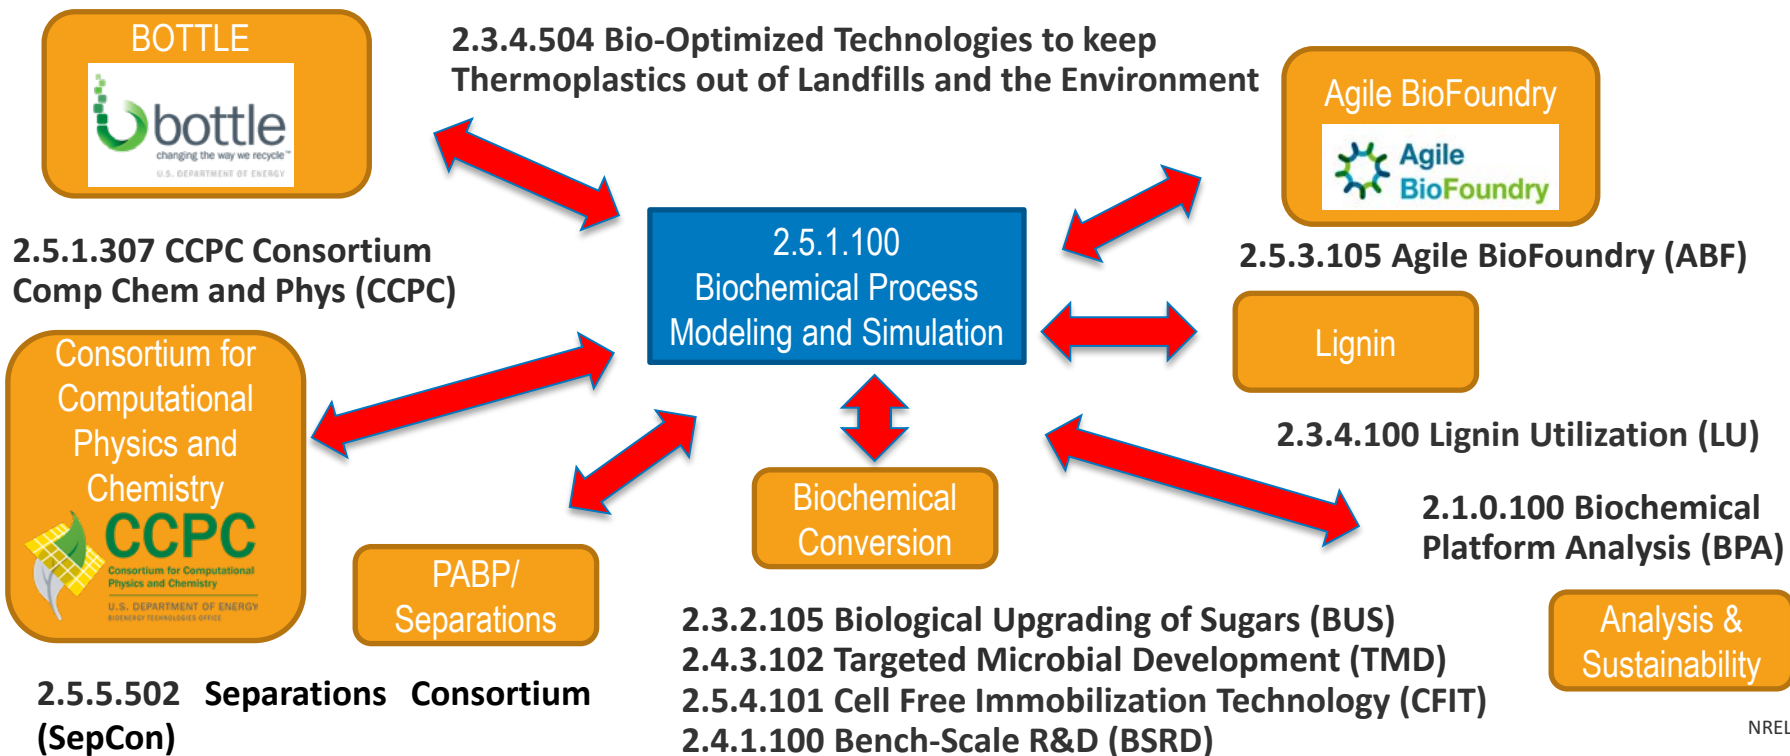 BOTTLE
bottle
changing the way we recycle™
U.S. DEPARTMENT OF ENERGY
2.3.4.504 Bio-Optimized Technologies to keep
Thermoplastics out of Landfills and the Environment
Agile BioFoundry
Agile
BioFoundry
2.5.3.105 Agile BioFoundry (ABF)
2.5.1.307 CCPC Consortium
Comp Chem and Phys (CCPC)
2.5.1.100
Biochemical Process
Modeling and Simulation
Lignin
2.3.4.100 Lignin Utilization (LU)
Consortium for
Computational
Physics and
Chemistry
CCPC
Consortium for Computational
Physics and Chemistry
U.S. DEPARTMENT OF ENERGY
BIOENERGY TECHNOLOGIES OFFICE
PABP/
Separations
Biochemical
Conversion
2.1.0.100 Biochemical
Platform Analysis (BPA)
Analysis &
Sustainability
2.5.5.502 Separations Consortium
(SepCon)
2.3.2.105 Biological Upgrading of Sugars (BUS)
2.4.3.102 Targeted Microbial Development (TMD)
2.5.4.101 Cell Free Immobilization Technology (CFIT)
2.4.1.100 Bench-Scale R&D (BSRD)
NREL